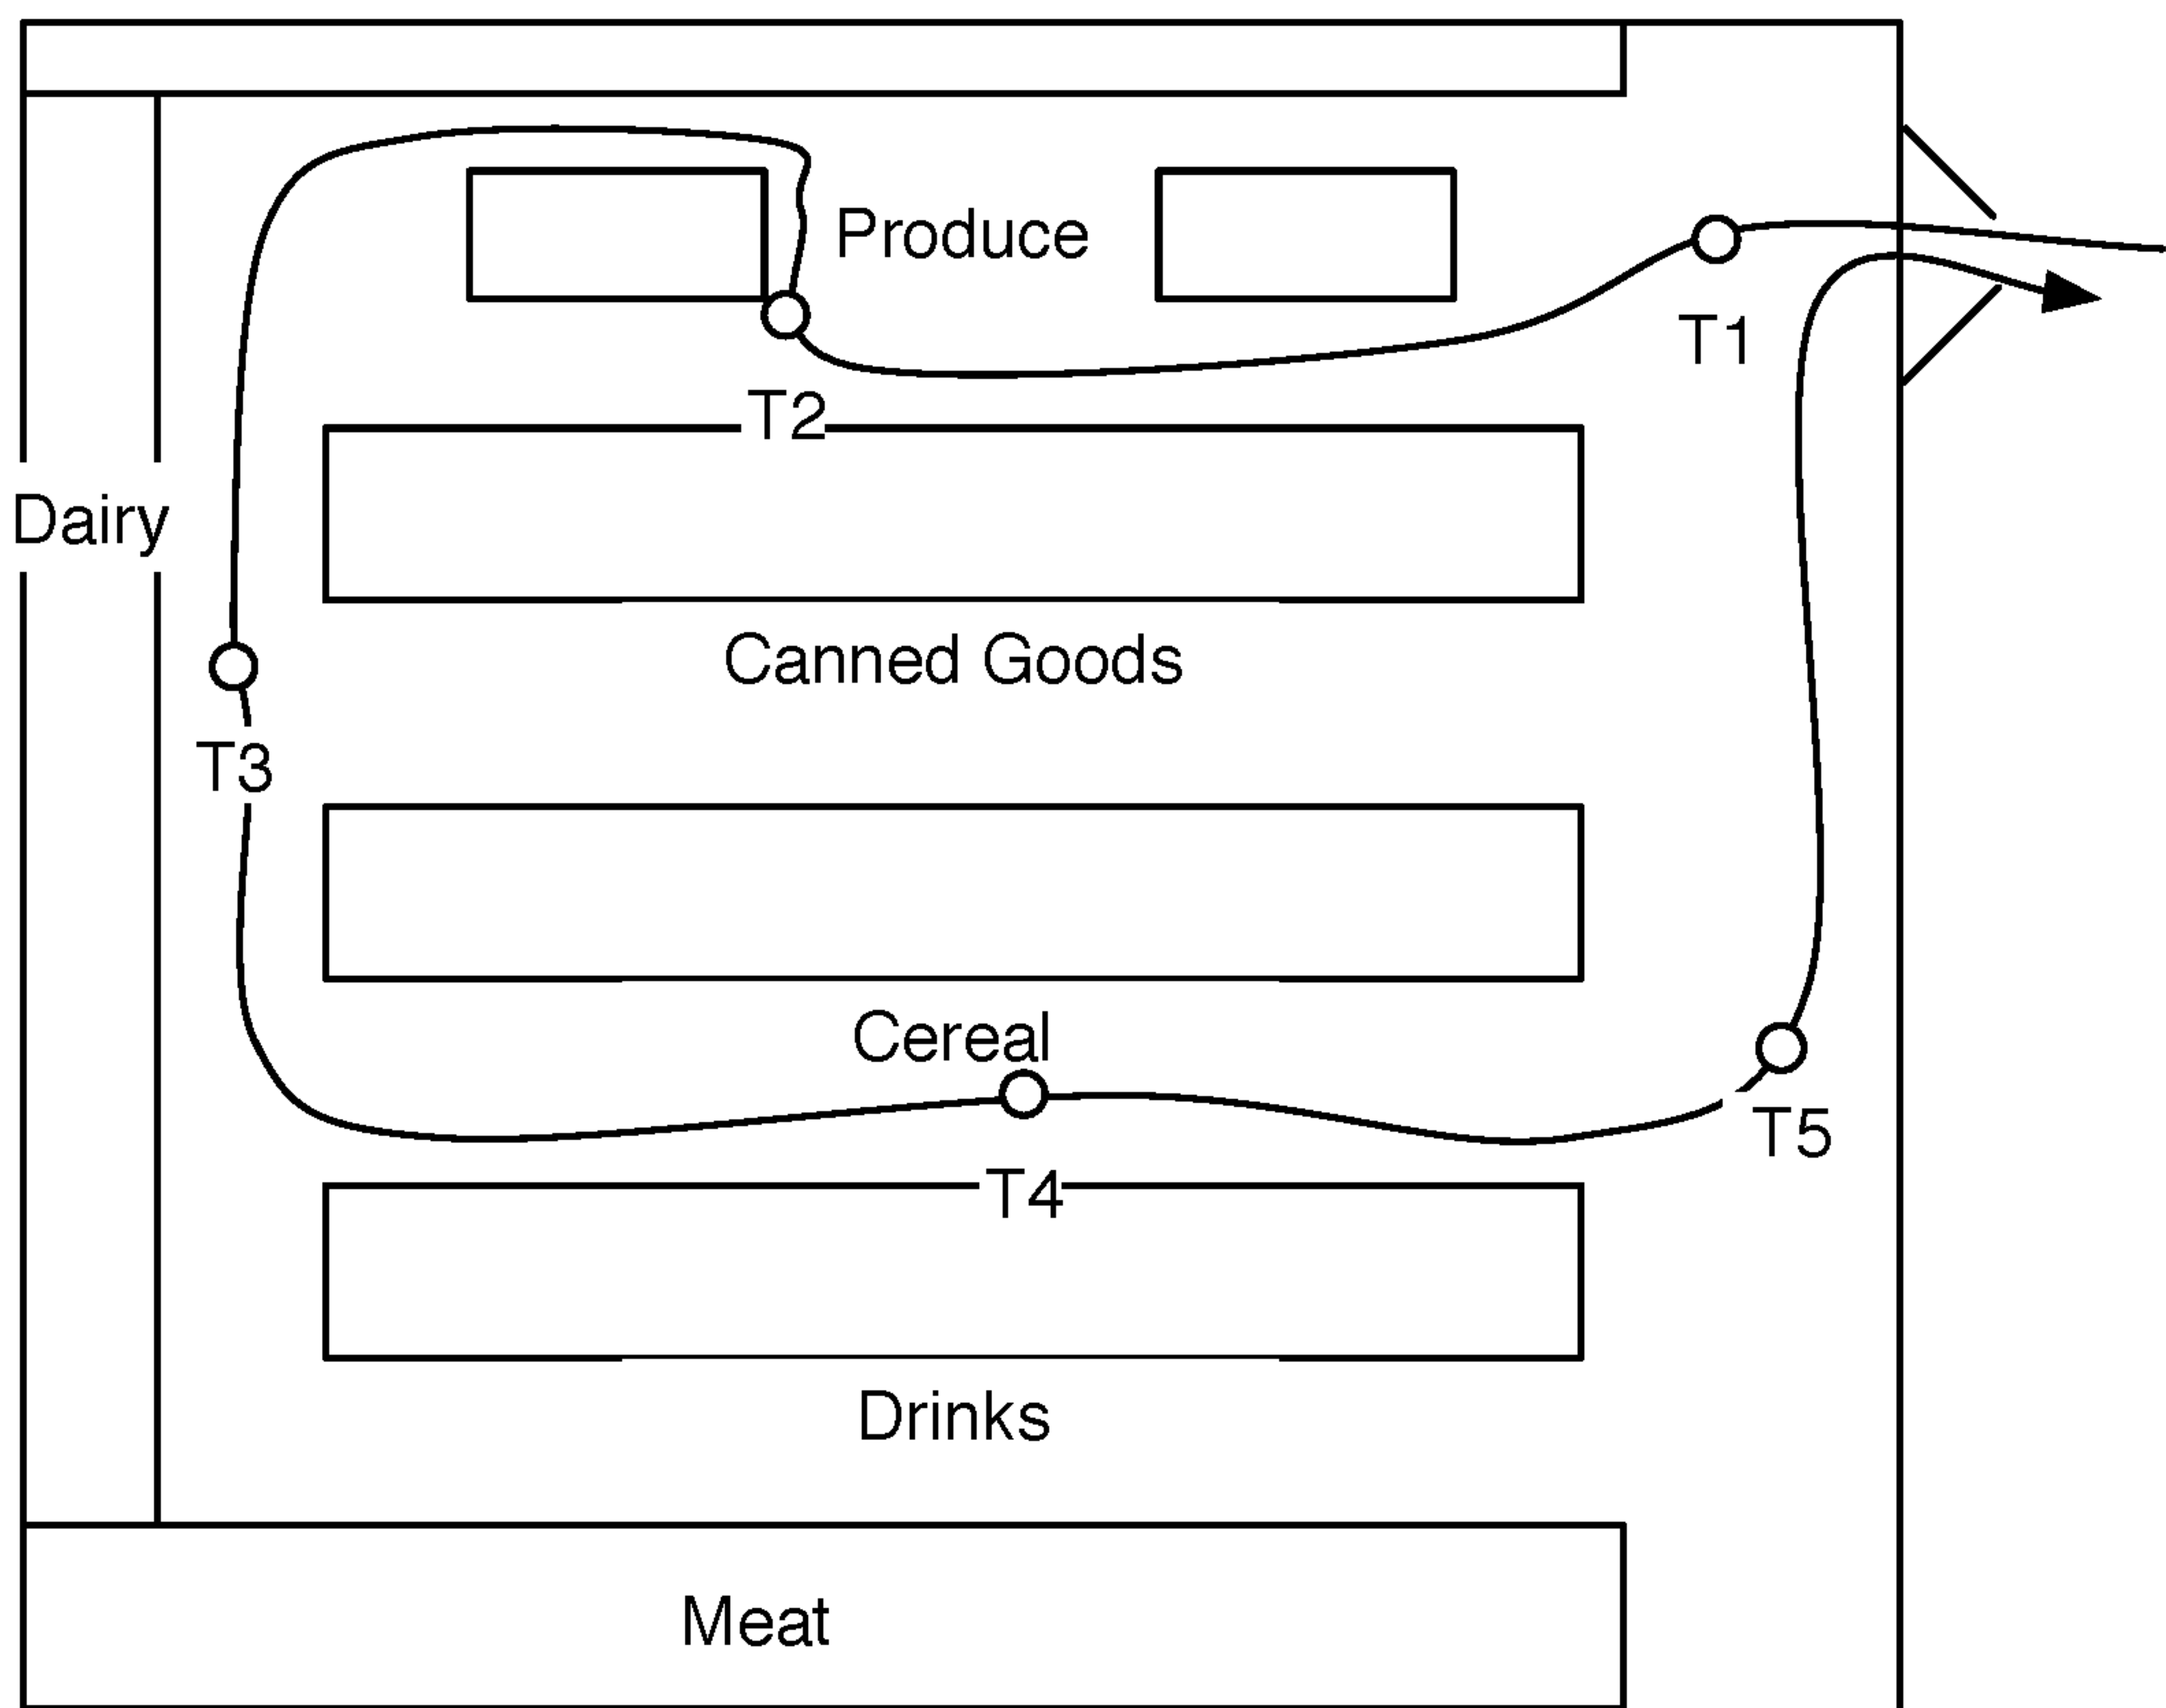 Produce
T1
T2
Dairy
Canned Goods
T3
Cereal
T5
T4
Drinks
Meat